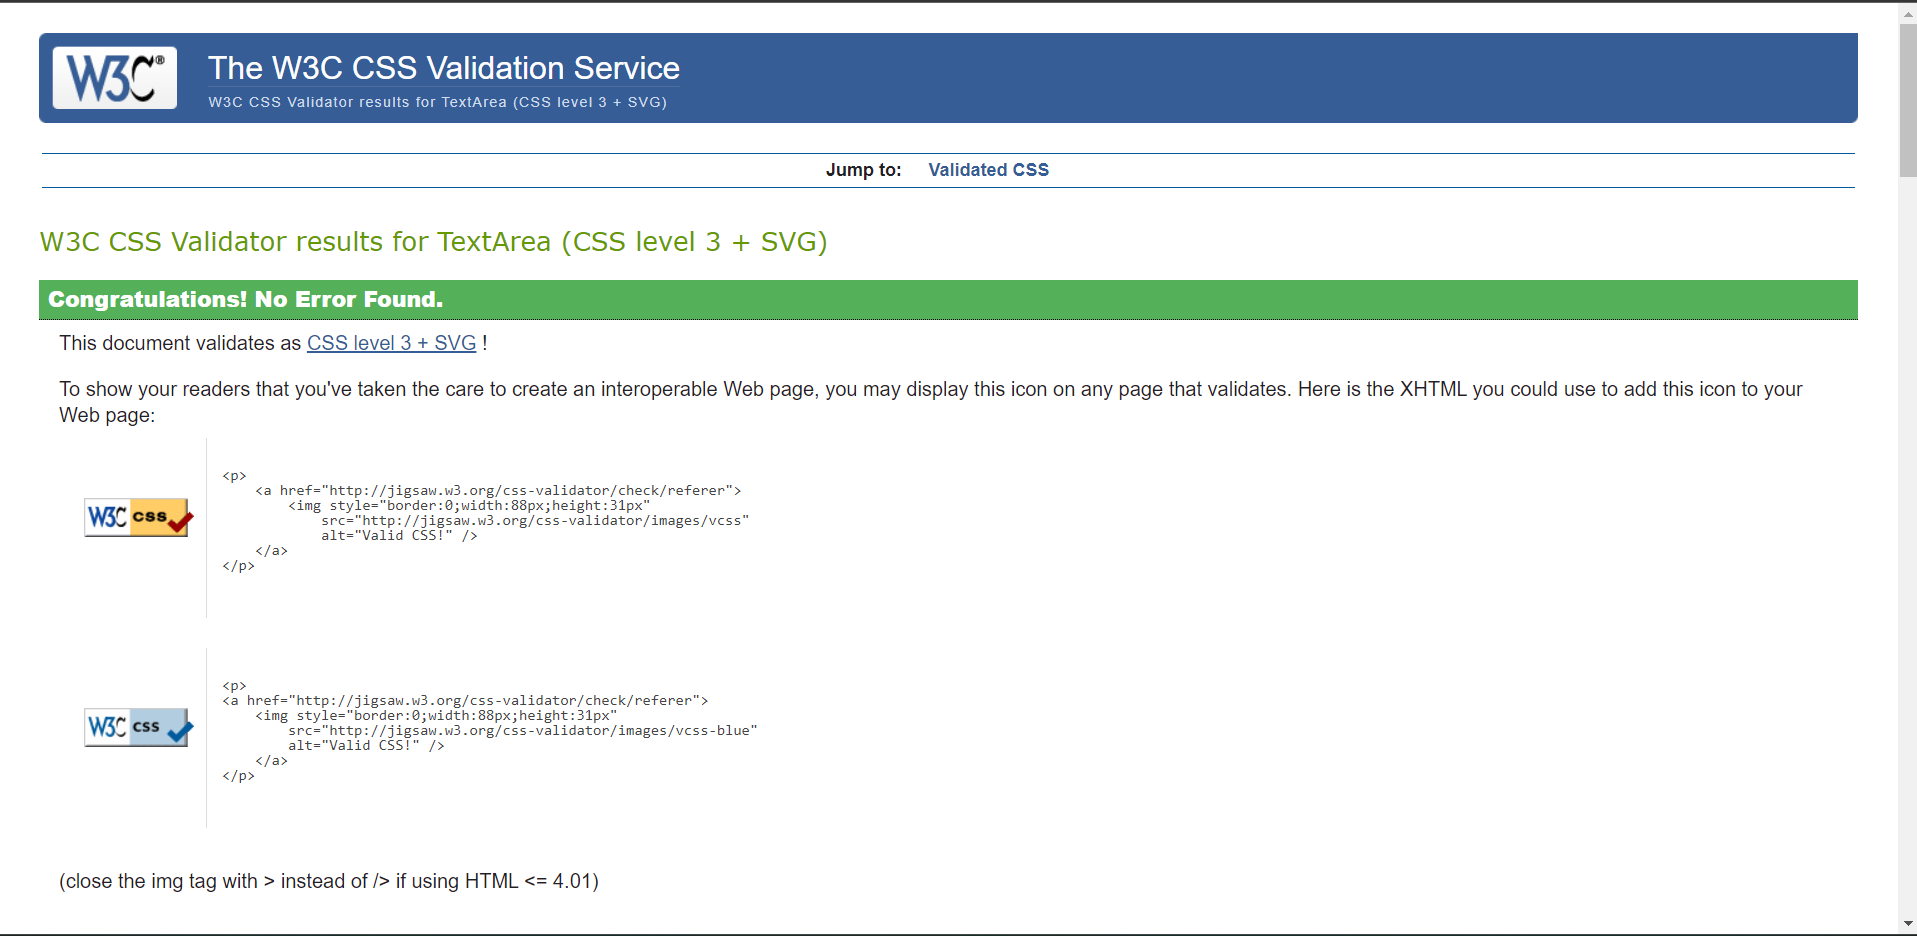 W3C®
The W3C CSS Validation Service
W3C CSS Validator results for TextArea (CSS level 3 + SVG)
Jump to: Validated CSS
W3C CSS Validator results for TextArea (CSS level 3 + SVG)
Congratulations! No Error Found.
This document validates as CSS level 3 + SVG !
To show your readers that you've taken the care to create an interoperable Web page, you may display this icon on any page that validates. Here is the XHTML you could use to add this icon to your
Web page:
W3C css
<p>
    <a href="http://jigsaw.w3.org/css-validator/check/referer">
        <img style="border:0;width:88px;height:31px"
            src="http://jigsaw.w3.org/css-validator/images/vcss"
            alt="Valid CSS!" />
    </a>
</p>
W3C css
<p>
<a href="http://jigsaw.w3.org/css-validator/check/referer">
    <img style="border:0;width:88px;height:31px"
        src="http://jigsaw.w3.org/css-validator/images/vcss-blue"
        alt="Valid CSS!" />
    </a>
</p>
(close the img tag with > instead of /> if using HTML <= 4.01)